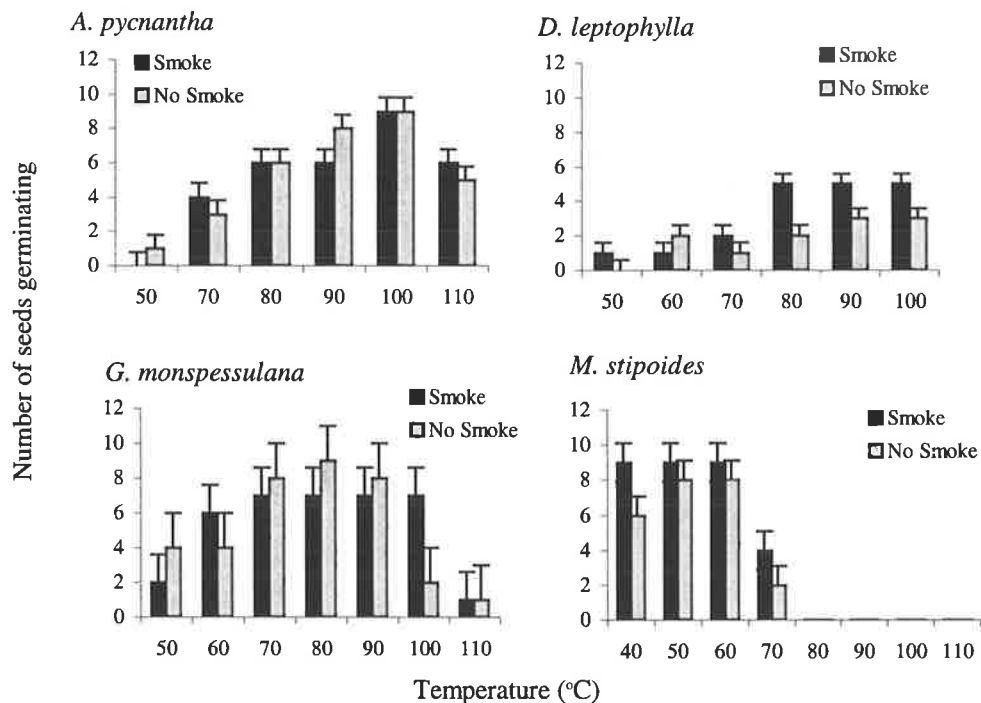 A. pycnantha
Smoke
No Smoke
12
10
8
6
4
2
0
50 70 80 90 100 110
D. leptophylla
Smoke
No Smoke
12
10
8
6
4
2
0
50 60 70 80 90 100
Number of seeds germinating
G. monspessulana
Smoke
No Smoke
12
10
8
6
4
2
0
50 60 70 80 90 100 110
M. stipoides
Smoke
No Smoke
12
10
8
6
4
2
0
40 50 60 70 80 90 100 110
Temperature (°C)